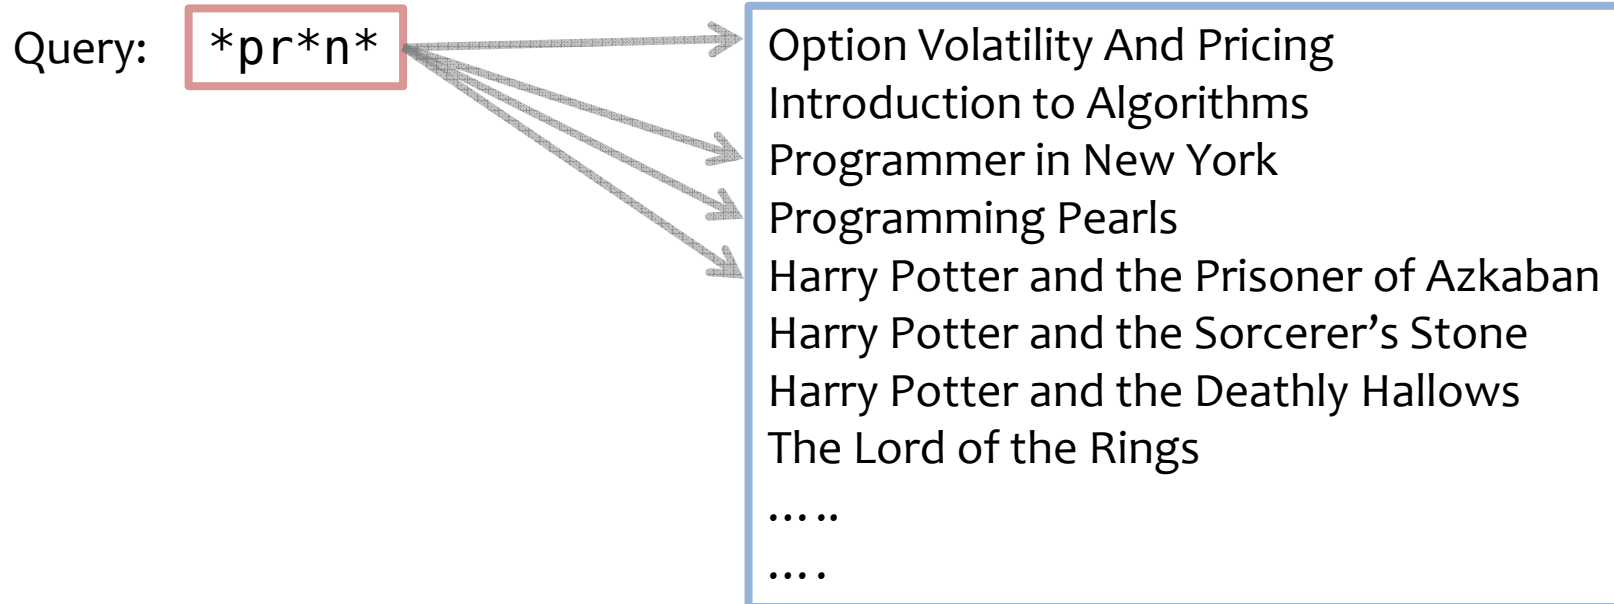 Query: *pr*n*
Option Volatility And Pricing
Introduction to Algorithms
Programmer in New York
Programming Pearls
Harry Potter and the Prisoner of Azkaban
Harry Potter and the Sorcerer’s Stone
Harry Potter and the Deathly Hallows
The Lord of the Rings
…..
….